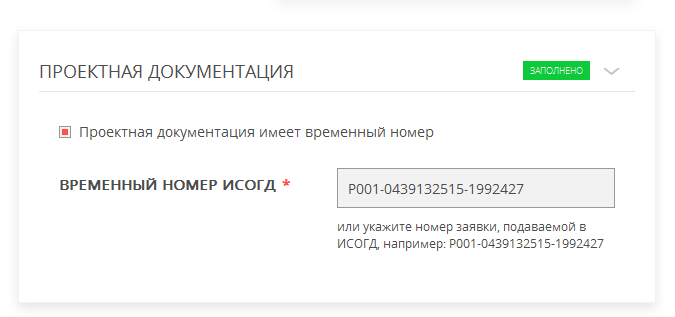 ПРОЕКТНАЯ ДОКУМЕНТАЦИЯ
ЗАПОЛНЕНО
Проектная документация имеет временный номер
ВРЕМЕННЫЙ НОМЕР ИСОГД *
P001-0439132515-1992427
или укажите номер заявки, подаваемой в
ИСОГД, например: P001-0439132515-1992427